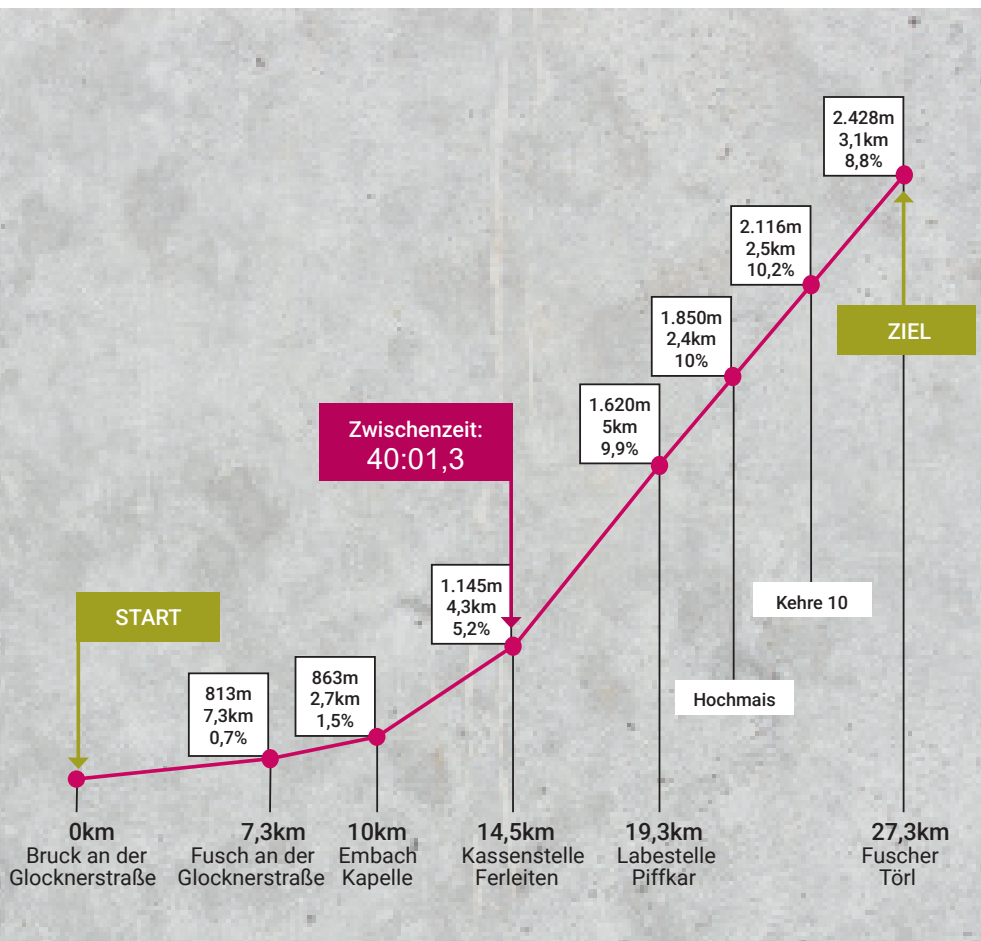 2.428m
3,1km
8,8%
2.116m
2,5km
10,2%
ZIEL
1.850m
2,4km
10%
1.620m
5km
9,9%
Zwischenzeit:
40:01,3
1.145m
4,3km
5,2%
Kehre 10
START
863m
2,7km
1,5%
813m
7,3km
0,7%
Hochmais
0km
Bruck an der
Glocknerstraße
7,3km
Fusch an der
Glocknerstraße
10km
Embach
Kapelle
14,5km
Kassenstelle
Ferleiten
19,3km
Labestelle
Piffkar
27,3km
Fuscher
Törl